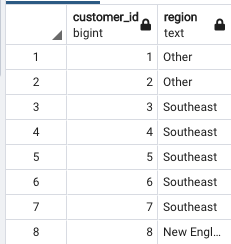 customer_id region
bigint text
1 1 Other
2 2 Other
3 3 Southeast
4 4 Southeast
5 5 Southeast
6 6 Southeast
7 7 Southeast
8 8 New Engl...